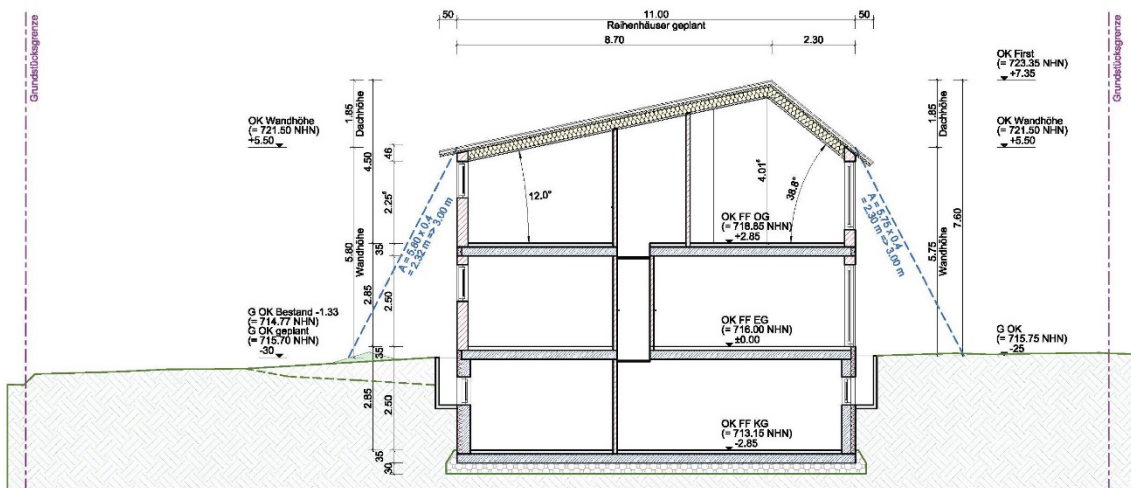 50
11.00
50
Reihenhäuser geplant
8.70
2.30
Grundstücksgrenze
Grundstücksgrenze
OK First
(= 723.35 NHN)
+7.35
OK Wandhöhe
(= 721.50 NHN)
+5.50
1.85
Dachhöhe
4.50
46
2.25⁵
35
5.80
Wandhöhe
2.85
2.50
35
2.85
2.50
35
30
A = 5.80 x 0.4
= 2.32 m => 3.00 m
12.0°
4.01⁵
38.8°
OK FF OG
(= 718.85 NHN)
+2.85
OK FF EG
(= 716.00 NHN)
±0.00
OK FF KG
(= 713.15 NHN)
-2.85
A = 5.75 x 0.4
= 2.30 m => 3.00 m
1.85
Dachhöhe
7.60
5.75
Wandhöhe
OK Wandhöhe
(= 721.50 NHN)
+5.50
G OK Bestand -1.33
(= 714.77 NHN)
G OK geplant
(= 715.70 NHN)
-30
G OK
(= 715.75 NHN)
-25